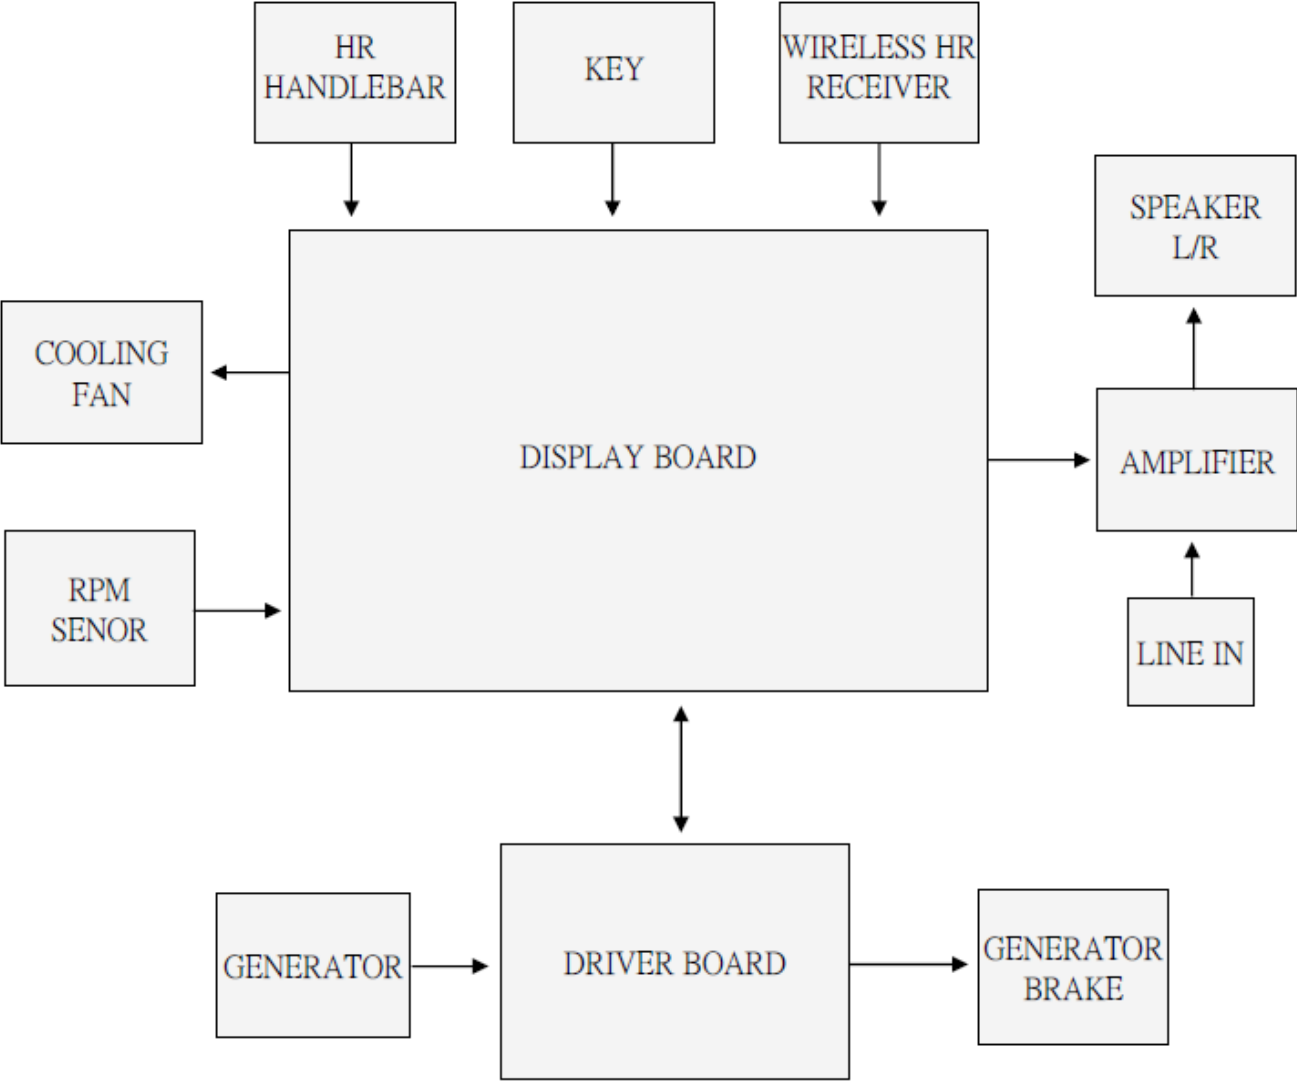 HR
HANDLEBAR
KEY
WIRELESS HR
RECEIVER
SPEAKER
L/R
COOLING
FAN
DISPLAY BOARD
AMPLIFIER
RPM
SENOR
LINE IN
GENERATOR
DRIVER BOARD
GENERATOR
BRAKE